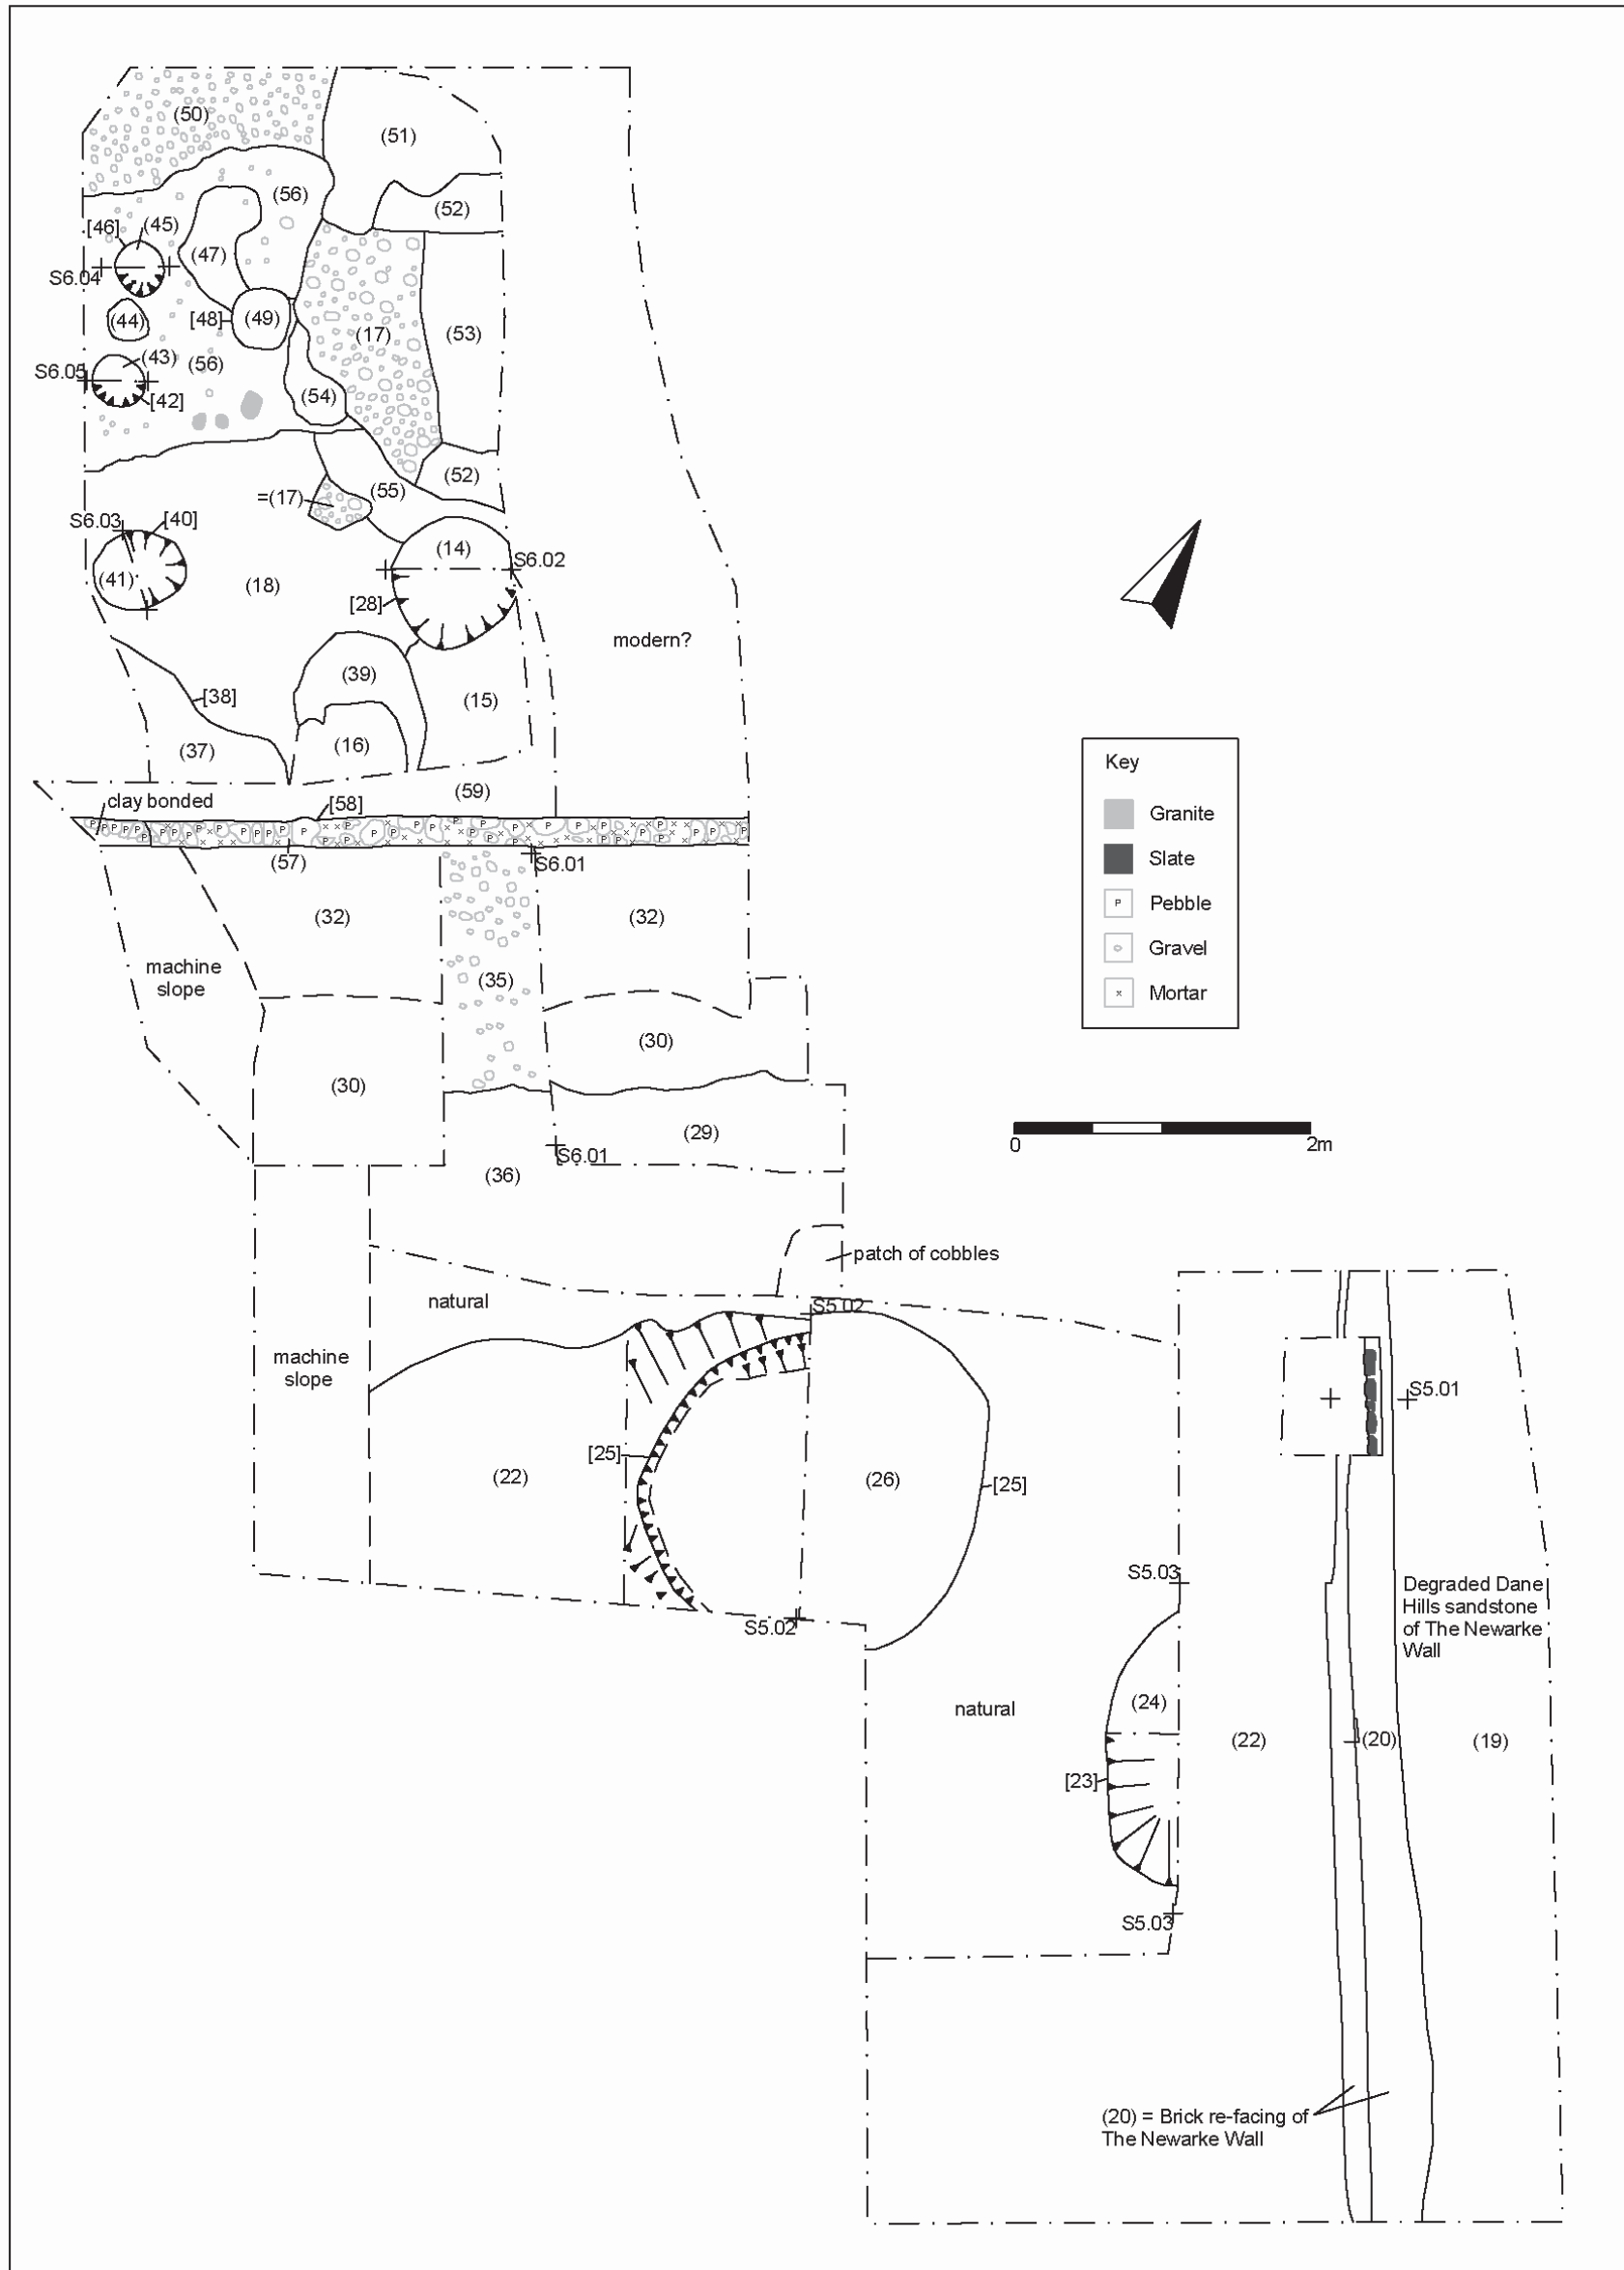 (50)
(51)
(56)
(52)
[46]
(45)
(47)
S6.04
(44)
[48]
(49)
(17)
(53)
(43)
(56)
S6.05
[42]
(54)
(52)
=(17)
(55)
S6.03
[40]
(14)
S6.02
(41)
(18)
[28]
modern?
(39)
[38]
(15)
(37)
(16)
(59)
clay bonded
[58]
(57)
S6.01
(32)
(32)
machine
slope
(35)
(30)
(30)
(29)
S6.01
(36)
patch of cobbles
natural
S5.02
machine
slope
[25]
(22)
(26)
[25]
S5.02
S5.01
S5.03
Degraded Dane
Hills sandstone
of The Newarke
Wall
natural
(24)
(22)
(20)
(19)
[23]
S5.03
(20) = Brick re-facing of
The Newarke Wall
Key
Granite
Slate
P Pebble
Gravel
x Mortar
0 2m